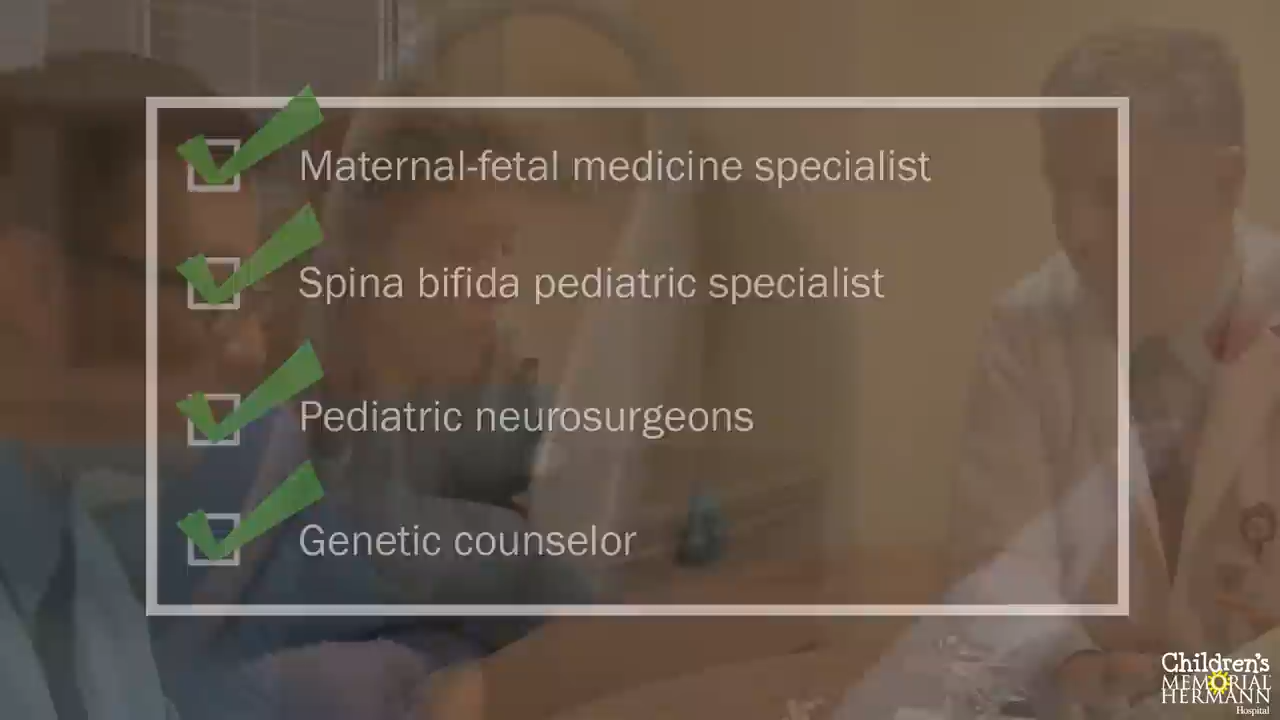 Maternal-fetal medicine specialist
Spina bifida pediatric specialist
Pediatric neurosurgeons
Genetic counselor
Children's
MEMORIAL
HERMANN
Hospital